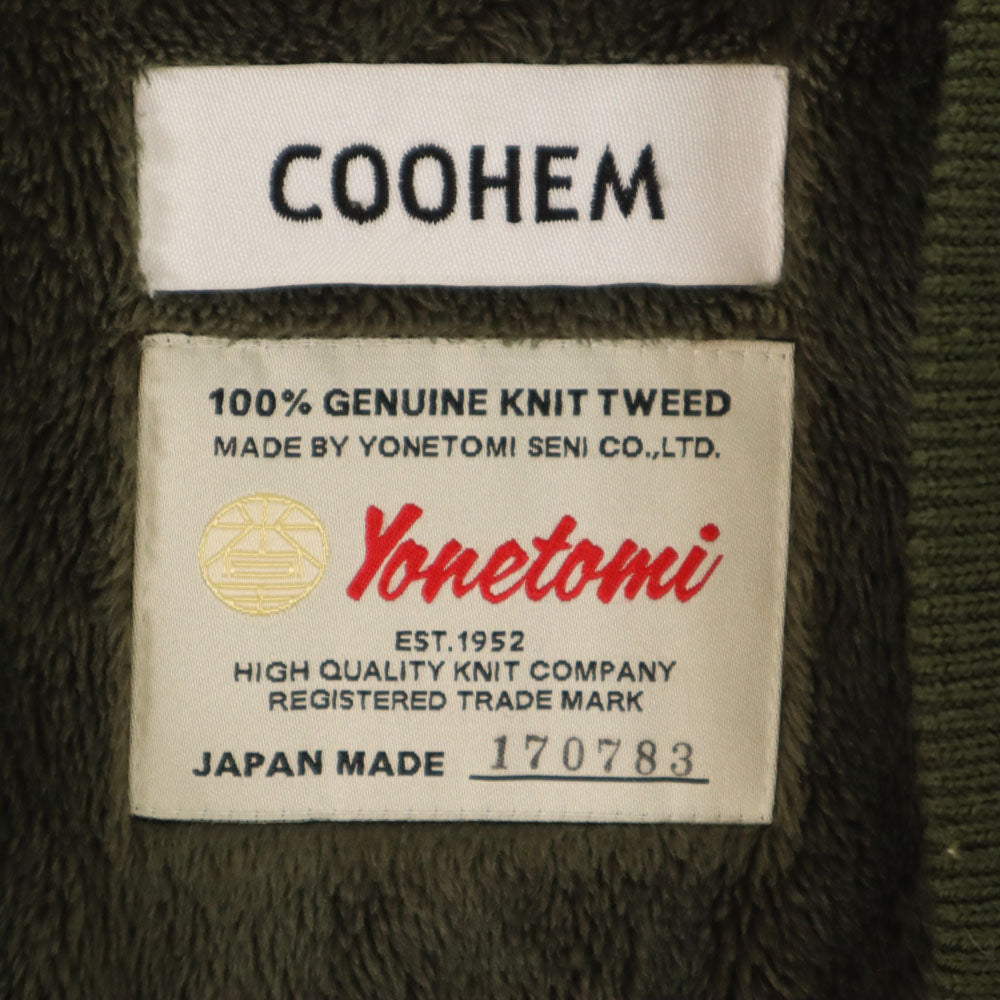 COOHEM
100% GENUINE KNIT TWEED
MADE BY YONETOMI SENI CO.,LTD.
Yonetomi
EST.1952
HIGH QUALITY KNIT COMPANY
REGISTERED TRADE MARK
JAPAN MADE 170783